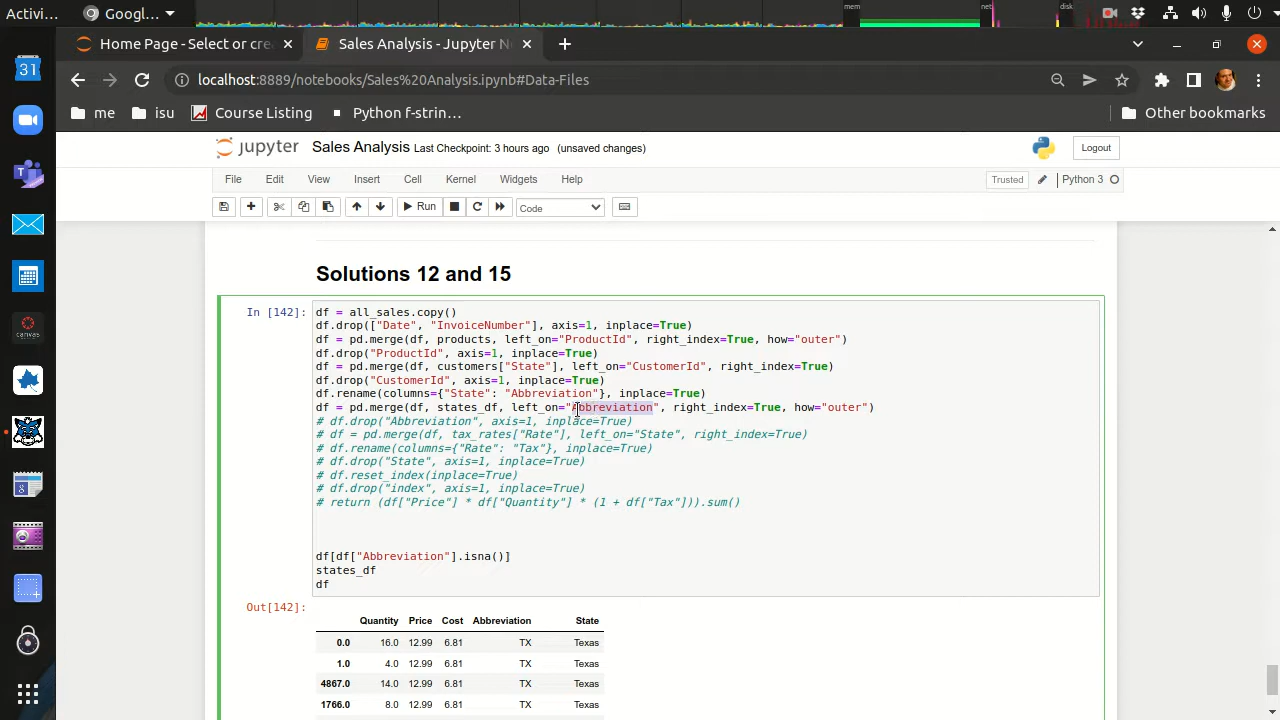 Activi... Googl... mem net disk
31
Home Page - Select or cre
Sales Analysis - Jupyter N
localhost:8889/notebooks/Sales%20Analysis.ipynb#Data-Files
me isu Course Listing Python f-strin... Other bookmarks
jupyter Sales Analysis Last Checkpoint: 3 hours ago (unsaved changes) Logout
File Edit View Insert Cell Kernel Widgets Help Trusted Python 3
Run Code
canvas
Solutions 12 and 15
In [142]:
df = all_sales.copy()
df.drop(["Date", "InvoiceNumber"], axis=1, inplace=True)
df = pd.merge(df, products, left_on="ProductId", right_index=True, how="outer")
df.drop("ProductId", axis=1, inplace=True)
df = pd.merge(df, customers["State"], left_on="CustomerId", right_index=True)
df.drop("CustomerId", axis=1, inplace=True)
df.rename(columns={"State": "Abbreviation"}, inplace=True)
df = pd.merge(df, states_df, left_on="Abbreviation", right_index=True, how="outer")
# df.drop("Abbreviation", axis=1, inplace=True)
# df = pd.merge(df, tax_rates["Rate"], left_on="State", right_index=True)
# df.rename(columns={"Rate": "Tax"}, inplace=True)
# df.drop("State", axis=1, inplace=True)
# df.reset_index(inplace=True)
# df.drop("index", axis=1, inplace=True)
# return (df["Price"] * df["Quantity"] * (1 + df["Tax"])).sum()
df[df["Abbreviation"].isna()]
states_df
df
Out[142]:
Quantity Price Cost Abbreviation State
0.0 16.0 12.99 6.81 TX Texas
1.0 4.0 12.99 6.81 TX Texas
4867.0 14.0 12.99 6.81 TX Texas
1766.0 8.0 12.99 6.81 TX Texas